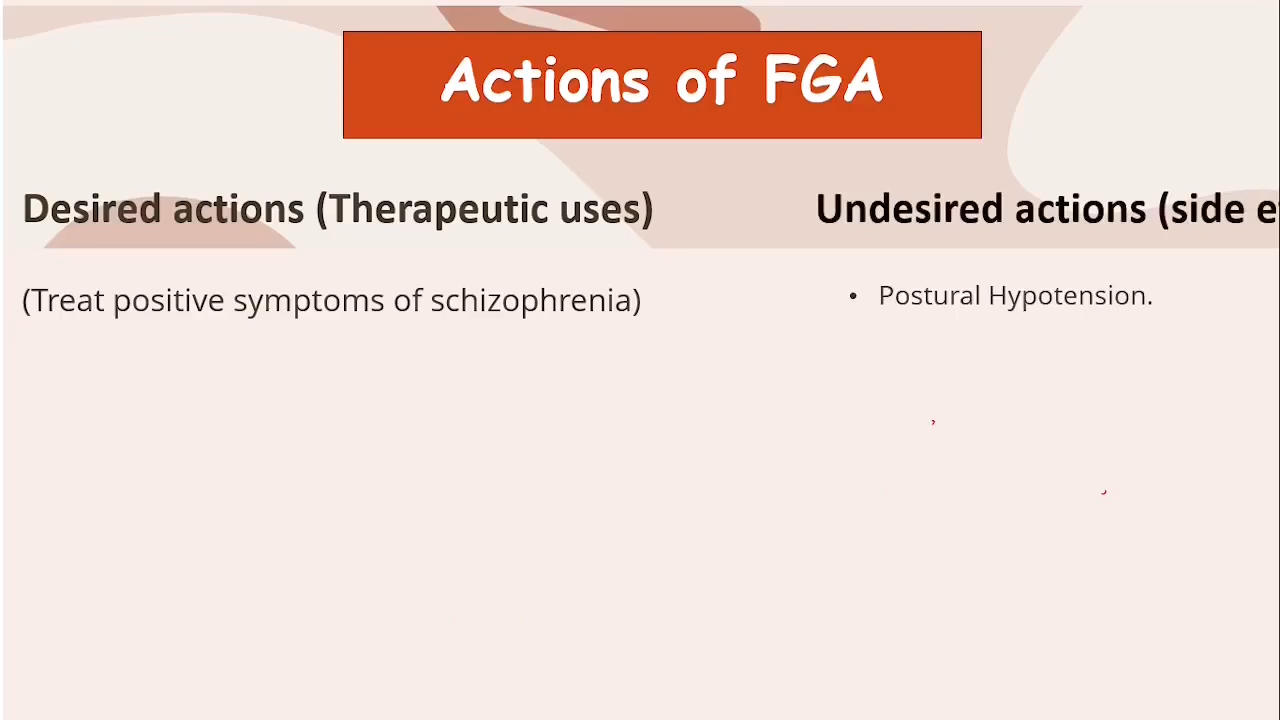 Actions of FGA
Desired actions (Therapeutic uses)
Undesired actions (side
(Treat positive symptoms of schizophrenia)
• Postural Hypotension.